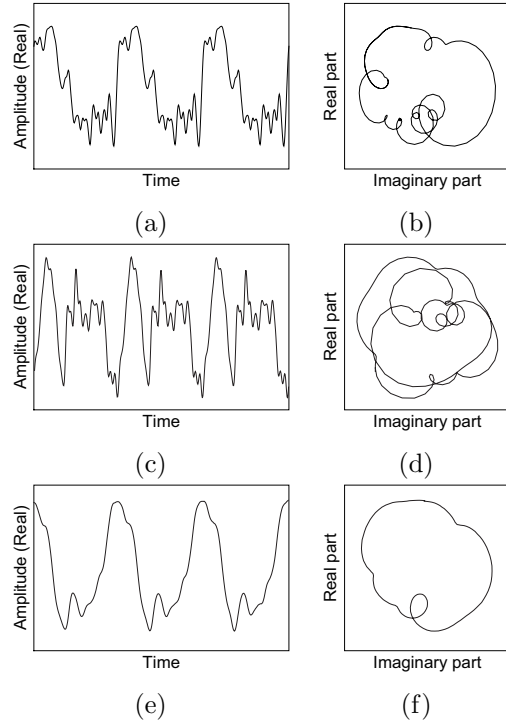 Amplitude (Real)
Time
(a)
Real part
Imaginary part
(b)
Amplitude (Real)
Time
(c)
Real part
Imaginary part
(d)
Amplitude (Real)
Time
(e)
Real part
Imaginary part
(f)